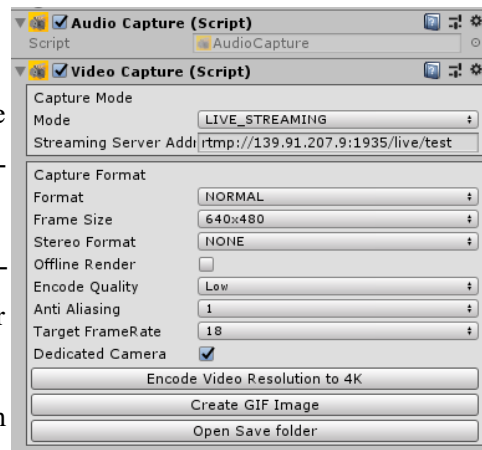 Audio Capture (Script)
Script AudioCapture
Video Capture (Script)
Capture Mode
Mode LIVE_STREAMING
Streaming Server Addr rtmp://139.91.207.9:1935/live/test
Capture Format
Format NORMAL
Frame Size 640x480
Stereo Format NONE
Offline Render
Encode Quality Low
Anti Aliasing 1
Target FrameRate 18
Dedicated Camera
Encode Video Resolution to 4K
Create GIF Image
Open Save folder